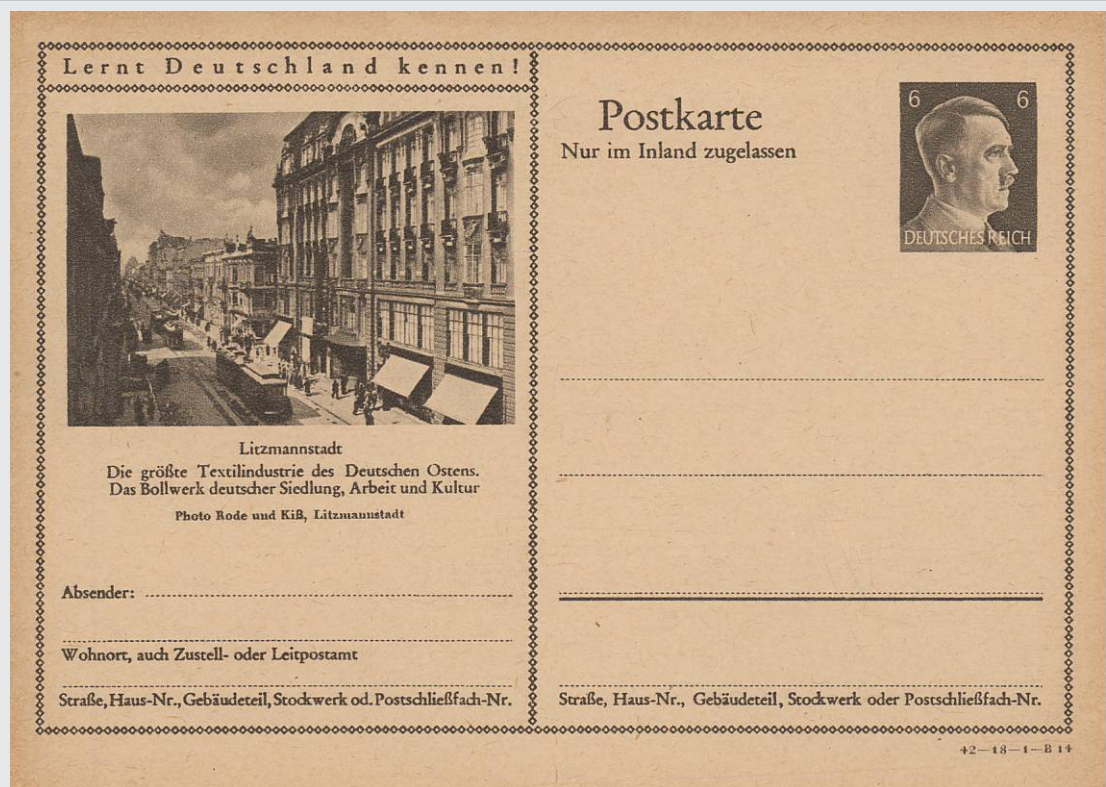 Lernt Deutschland kennen!
Litzmannstadt
Die größte Textilindustrie des Deutschen Ostens.
Das Bollwerk deutscher Siedlung, Arbeit und Kultur
Photo Rode und Kiß, Litzmannstadt
Absender:
Wohnort, auch Zustell- oder Leitpostamt
Straße, Haus-Nr., Gebäudeteil, Stockwerk od. Postschließfach-Nr.
Postkarte
Nur im Inland zugelassen
6 6
DEUTSCHES REICH
Straße, Haus-Nr., Gebäudeteil, Stockwerk oder Postschließfach-Nr.
42—18—1—B 14